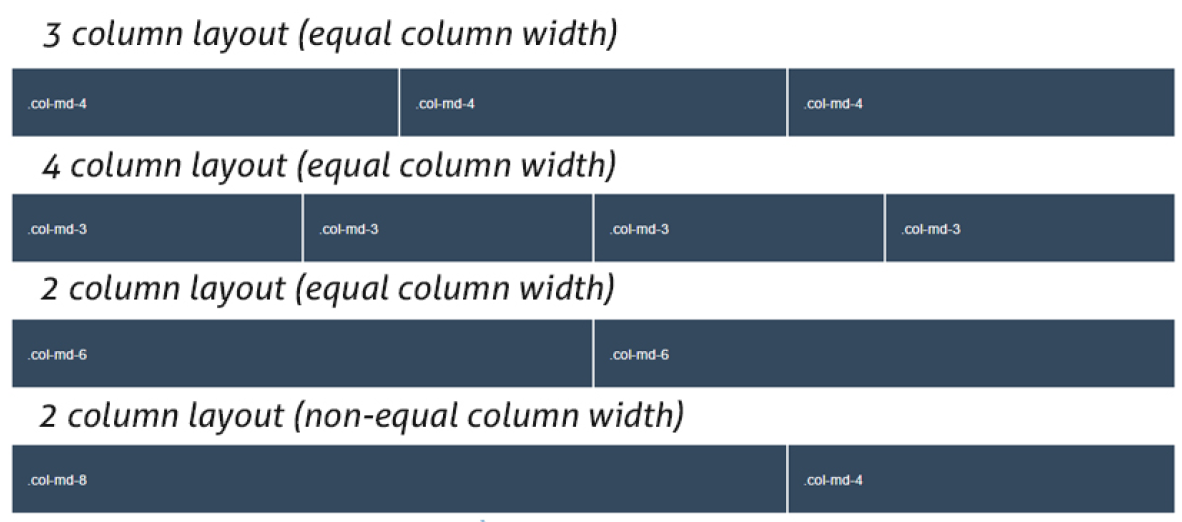 3 column layout (equal column width)
.col-md-4 .col-md-4 .col-md-4
4 column layout (equal column width)
.col-md-3 .col-md-3 .col-md-3 .col-md-3
2 column layout (equal column width)
.col-md-6 .col-md-6
2 column layout (non-equal column width)
.col-md-8 .col-md-4